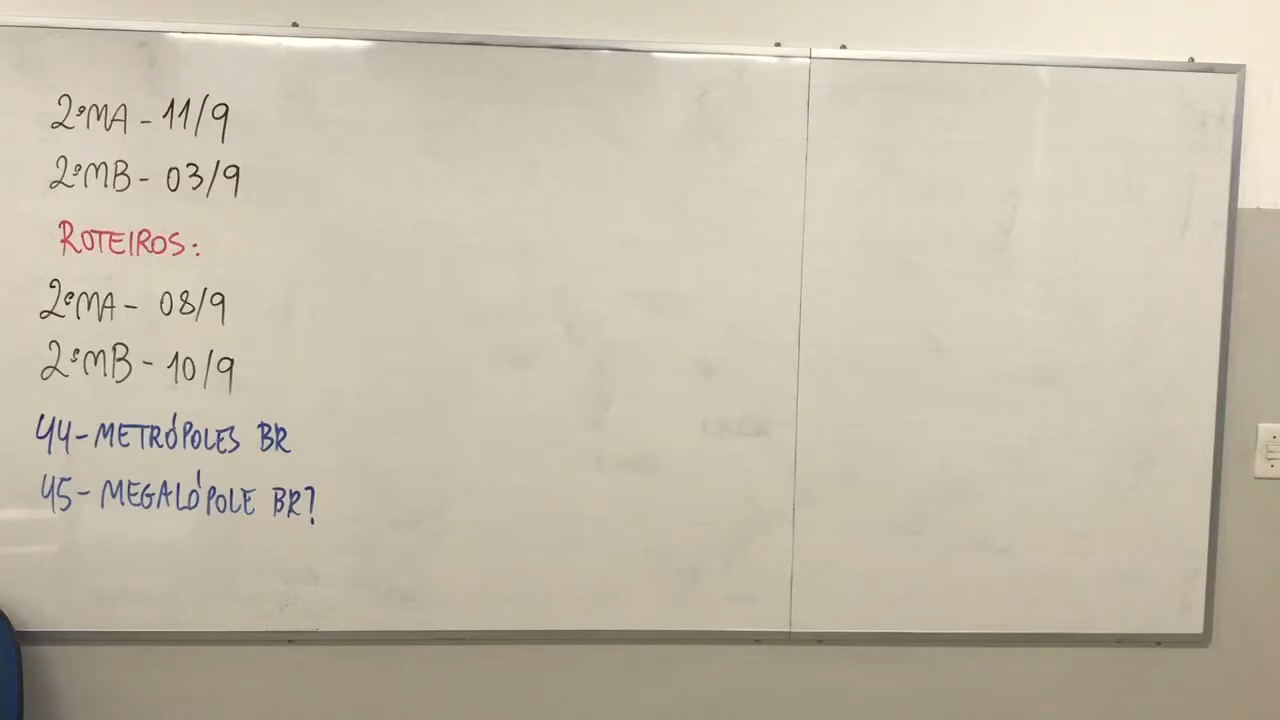 2ºMA - 11/9
2ºMB - 03/9
ROTEIROS:
2ºMA - 08/9
2ºMB - 10/9
44 - METRÓPOLES BR
45 - MEGALÓPOLE BR?